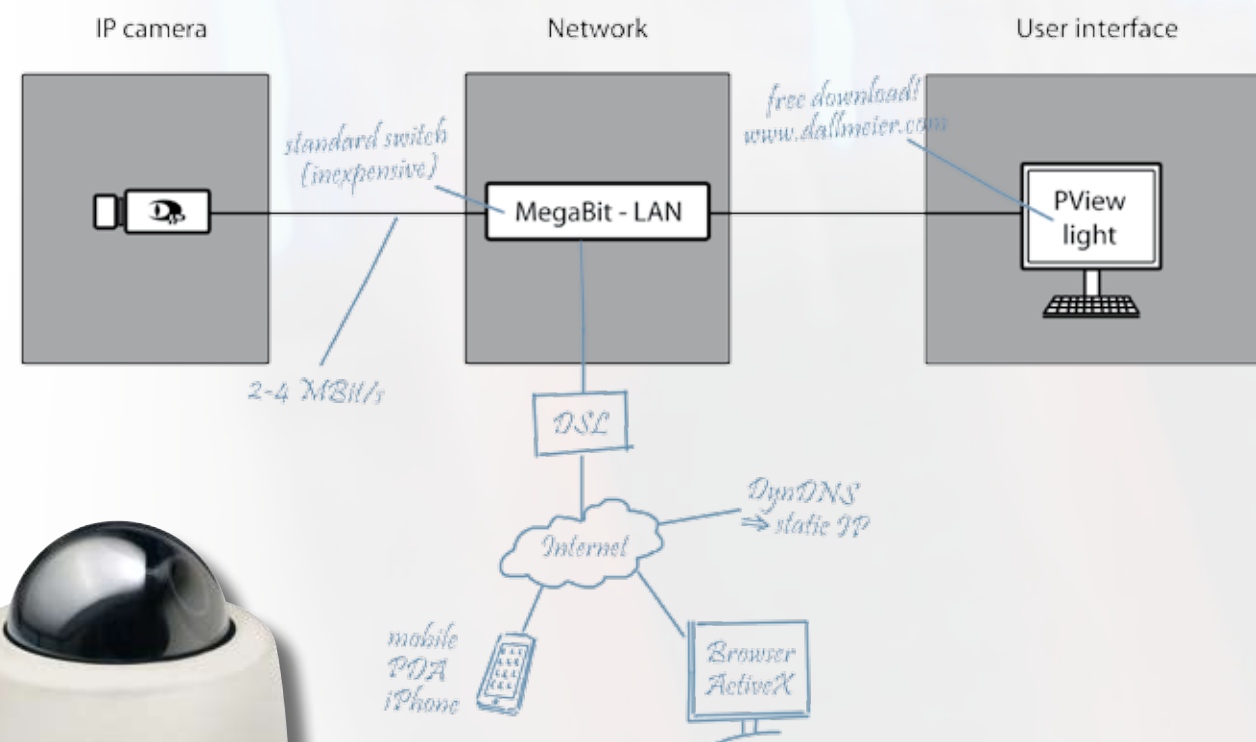 IP camera
Network
User interface
standard switch
(inexpensive)
free download!
www.dallmeier.com
MegaBit - LAN
PView
light
2-4 MBit/s
DSL
DynDNS
⇒ static IP
Internet
mobile
PDA
iPhone
Browser
ActiveX